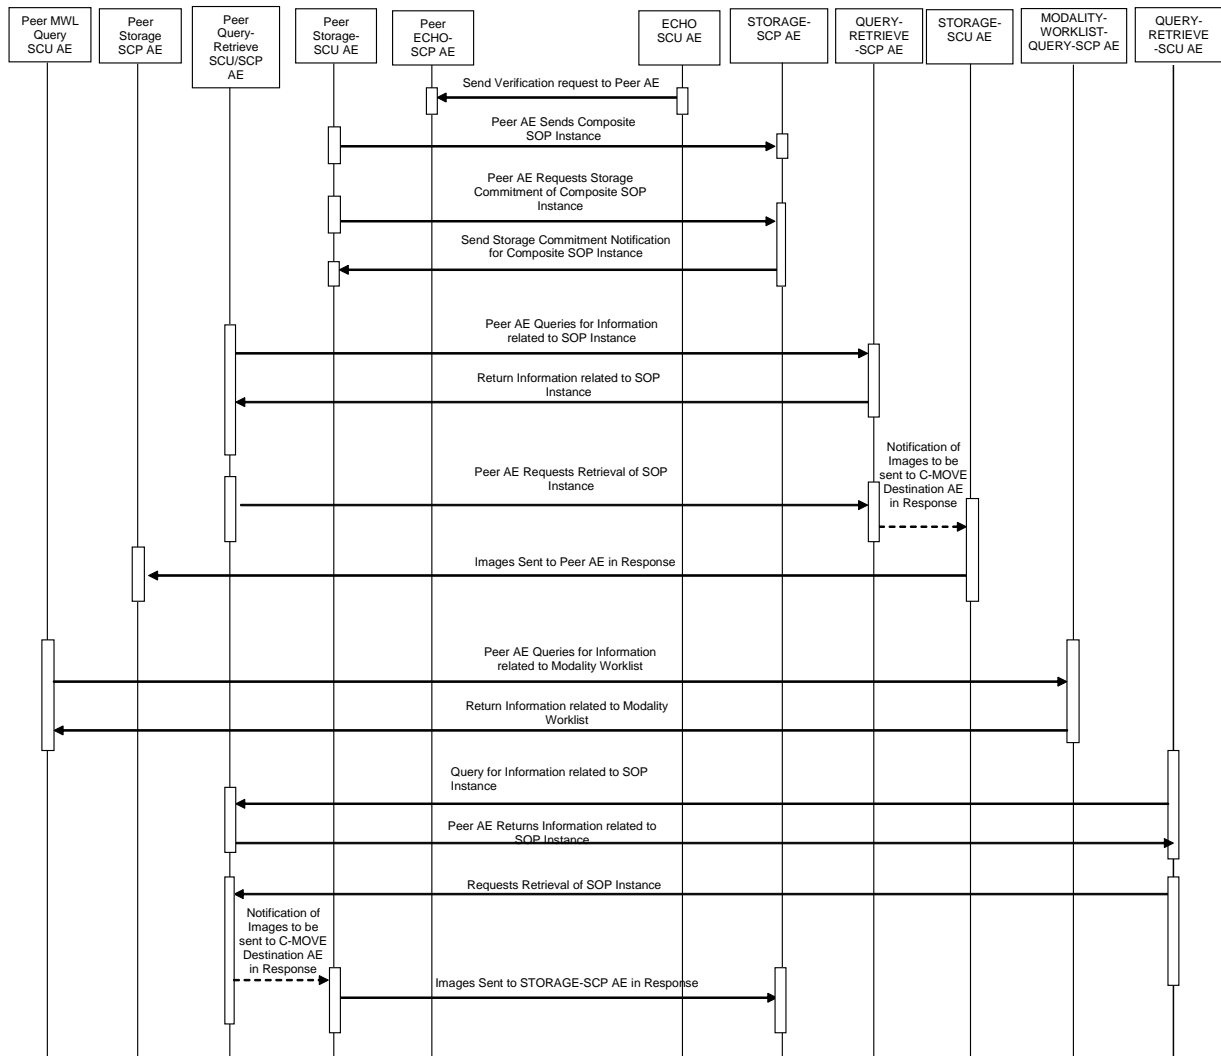 Peer MWL
Query
SCU AE
Peer
Storage
SCP AE
Peer
Query-
Retrieve
SCU/SCP
AE
Peer
Storage-
SCU AE
Peer
ECHO-
SCP AE
ECHO
SCU AE
STORAGE-
SCP AE
QUERY-
RETRIEVE
-SCP AE
STORAGE-
SCU AE
MODALITY-
WORKLIST-
QUERY-SCP AE
QUERY-
RETRIEVE
-SCU AE
Send Verification request to Peer AE
Peer AE Sends Composite
SOP Instance
Peer AE Requests Storage
Commitment of Composite SOP
Instance
Send Storage Commitment Notification
for Composite SOP Instance
Peer AE Queries for Information
related to SOP Instance
Return Information related to SOP
Instance
Notification of
Images to be
sent to C-MOVE
Destination AE
in Response
Peer AE Requests Retrieval of SOP
Instance
Images Sent to Peer AE in Response
Peer AE Queries for Information
related to Modality Worklist
Return Information related to Modality
Worklist
Query for Information related to SOP
Instance
Peer AE Returns Information related to
SOP Instance
Requests Retrieval of SOP Instance
Notification of
Images to be
sent to C-MOVE
Destination AE
in Response
Images Sent to STORAGE-SCP AE in Response